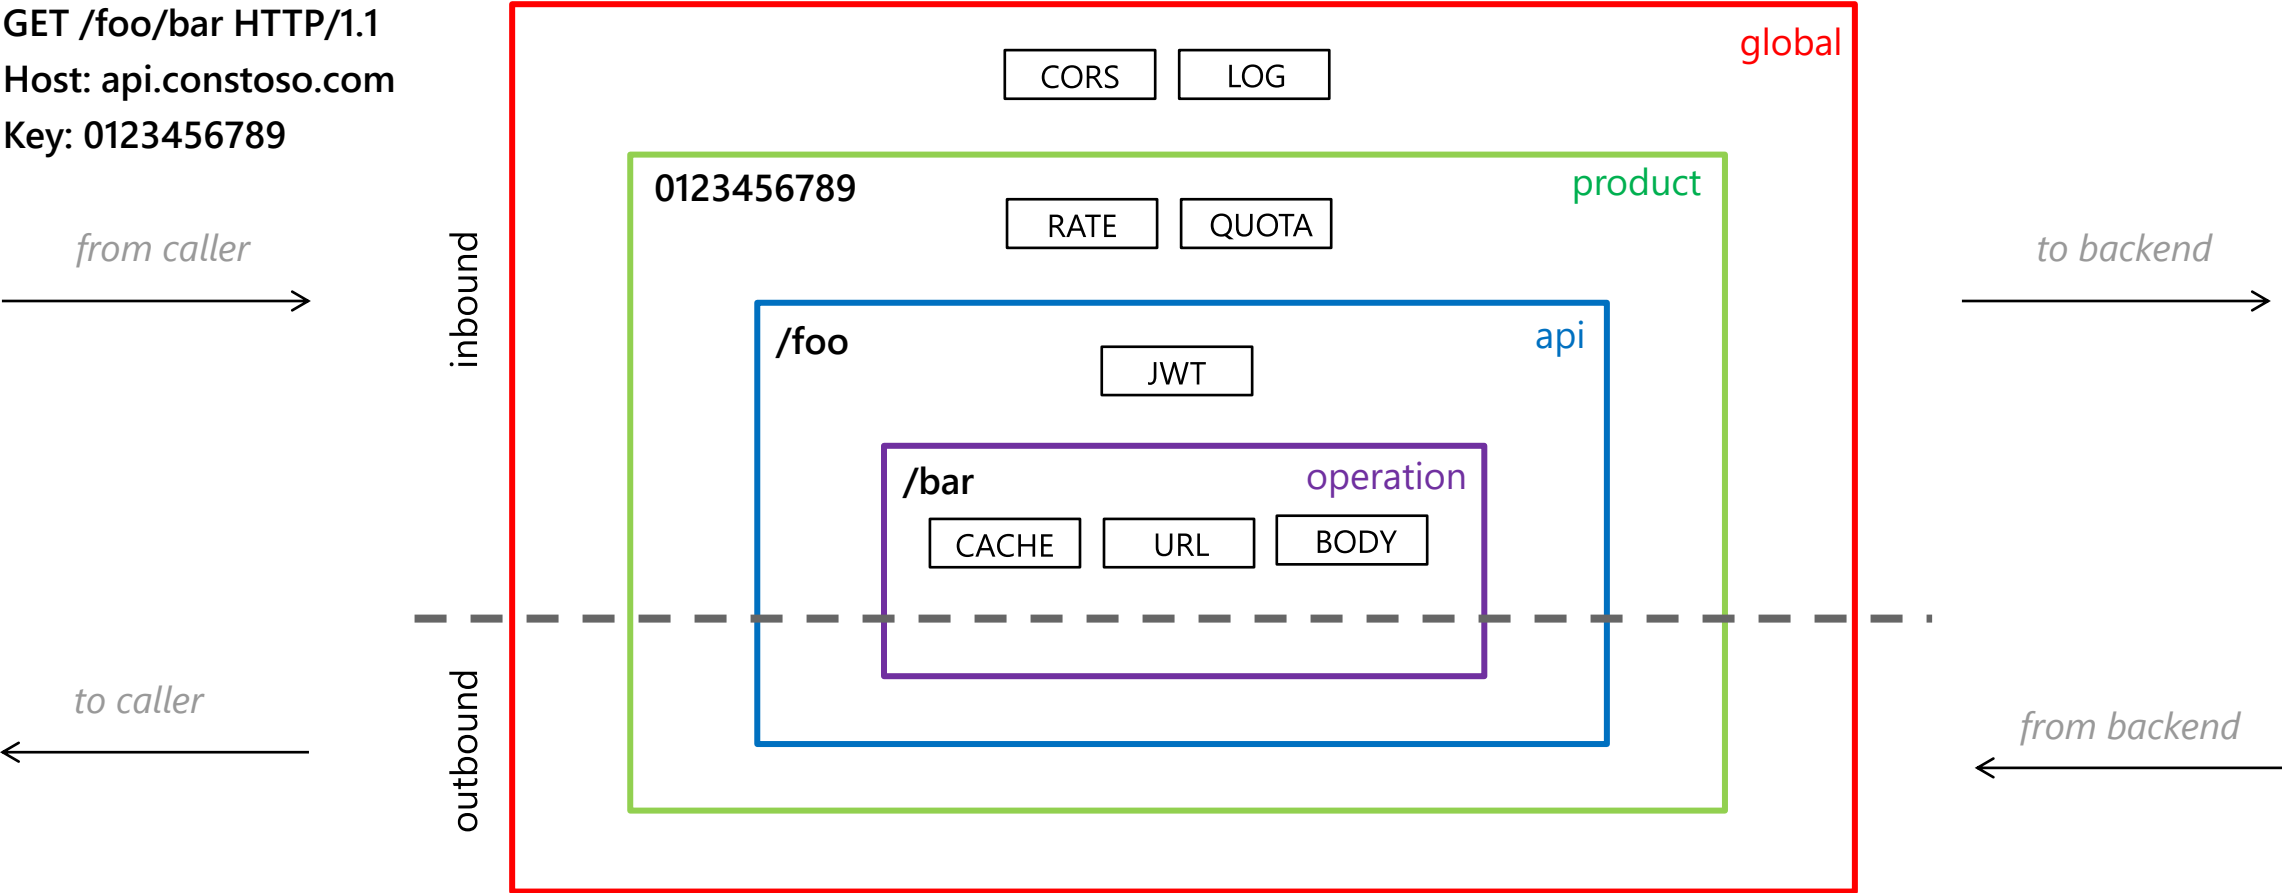 GET /foo/bar HTTP/1.1
Host: api.constoso.com
Key: 0123456789
global
CORS
LOG
0123456789
product
RATE
QUOTA
from caller
inbound
to backend
/foo
api
JWT
/bar
operation
CACHE
URL
BODY
to caller
outbound
from backend